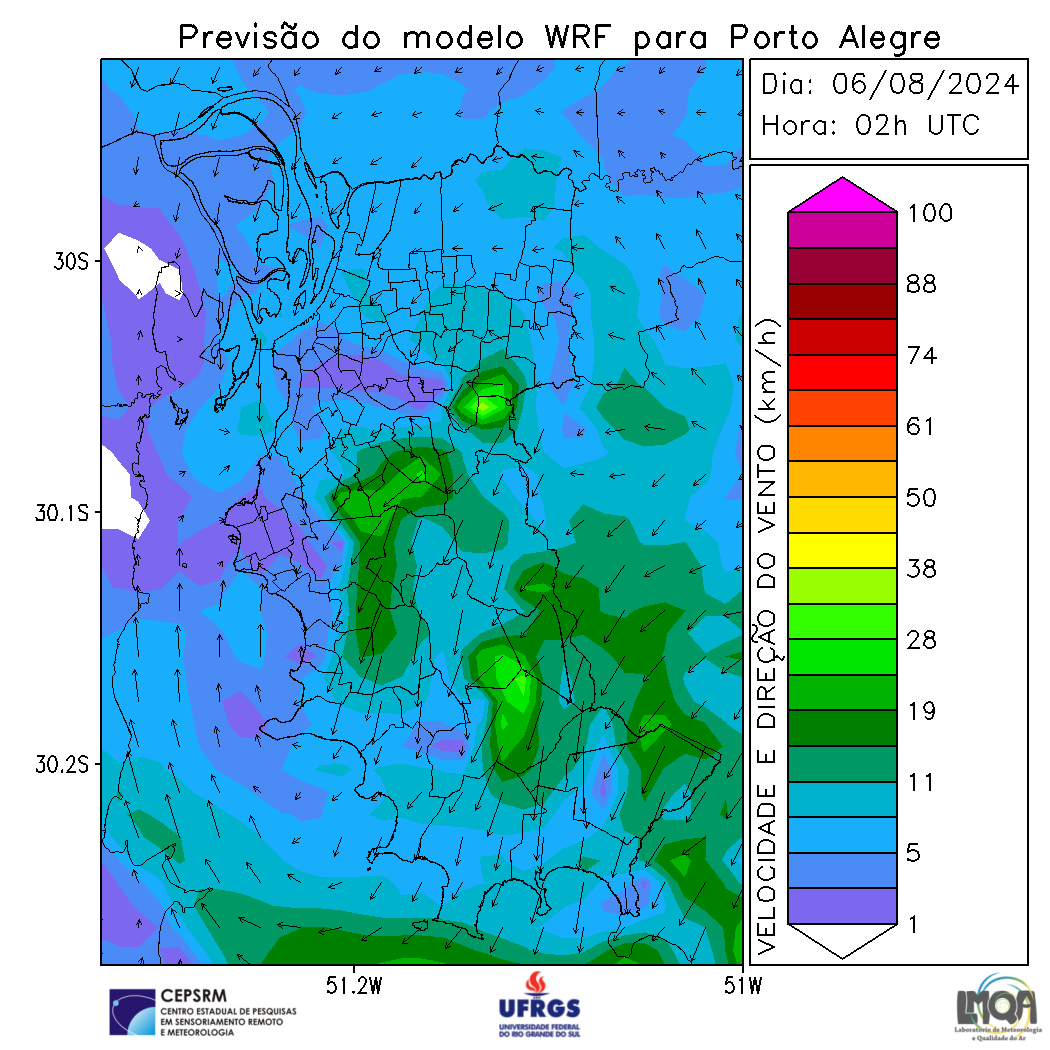 Previsão do modelo WRF para Porto Alegre
Dia: 06/08/2024
Hora: 02h UTC
30S
30.1S
30.2S
51.2W
51W
VELOCIDADE E DIREÇÃO DO VENTO (km/h)
100
88
74
61
50
38
28
19
11
5
1
CEPSRM
CENTRO ESTADUAL DE PESQUISAS
EM SENSORIAMENTO REMOTO
E METEOROLOGIA
UFRGS
UNIVERSIDADE FEDERAL
DO RIO GRANDE DO SUL
LMQA
Laboratório de Meteorologia
e Qualidade do Ar